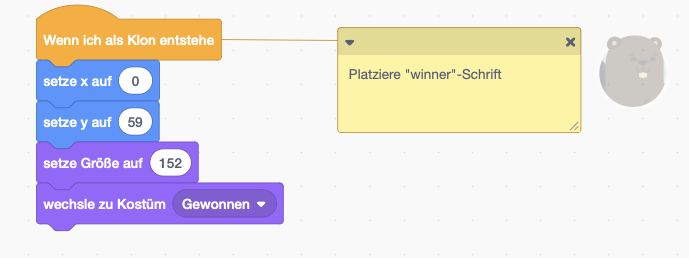 Wenn ich als Klon entstehe
setze x auf 0
setze y auf 59
setze Größe auf 152
wechsle zu Kostüm Gewonnen
Platziere "winner"-Schrift